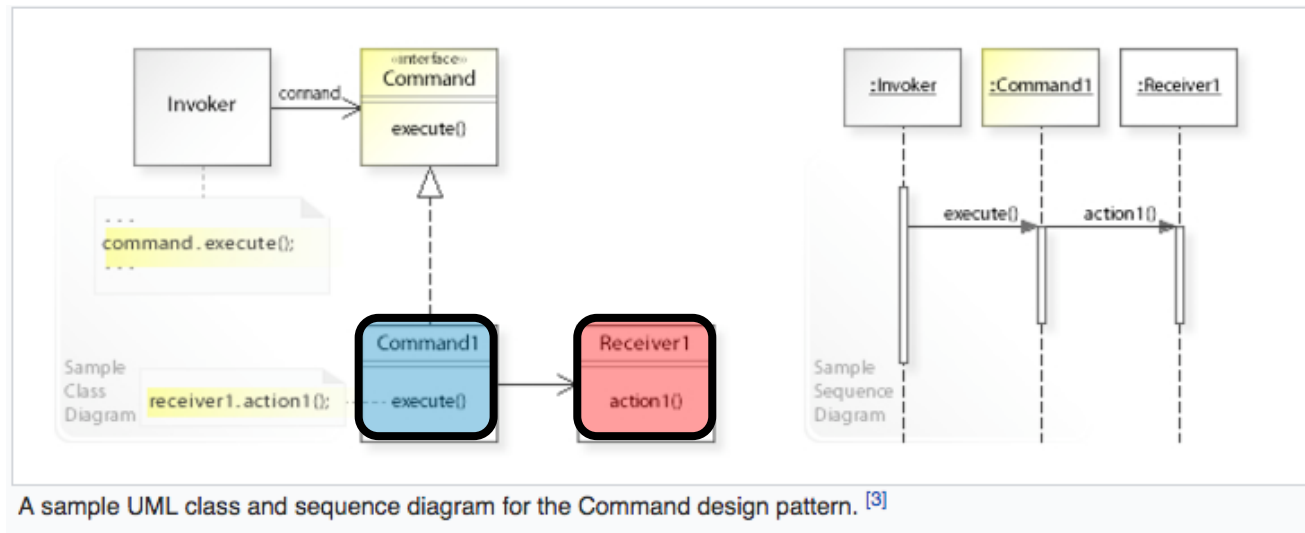 Invoker
command
«interface»
Command
execute()
- - -
command.execute();
- - -
Command1
execute()
Receiver1
action1()
Sample
Class
Diagram
receiver1.action1();
:Invoker
:Command1
:Receiver1
execute()
action1()
Sample
Sequence
Diagram
A sample UML class and sequence diagram for the Command design pattern. [3]